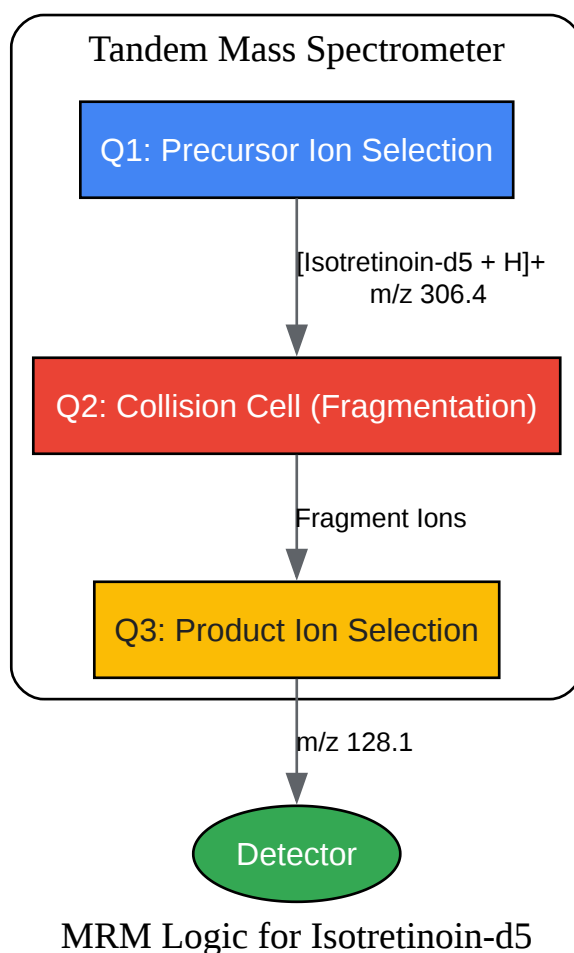 Tandem Mass Spectrometer
Q1: Precursor Ion Selection
[Isotretinoin-d5 + H]+
m/z 306.4
Q2: Collision Cell (Fragmentation)
Fragment Ions
Q3: Product Ion Selection
m/z 128.1
Detector
MRM Logic for Isotretinoin-d5